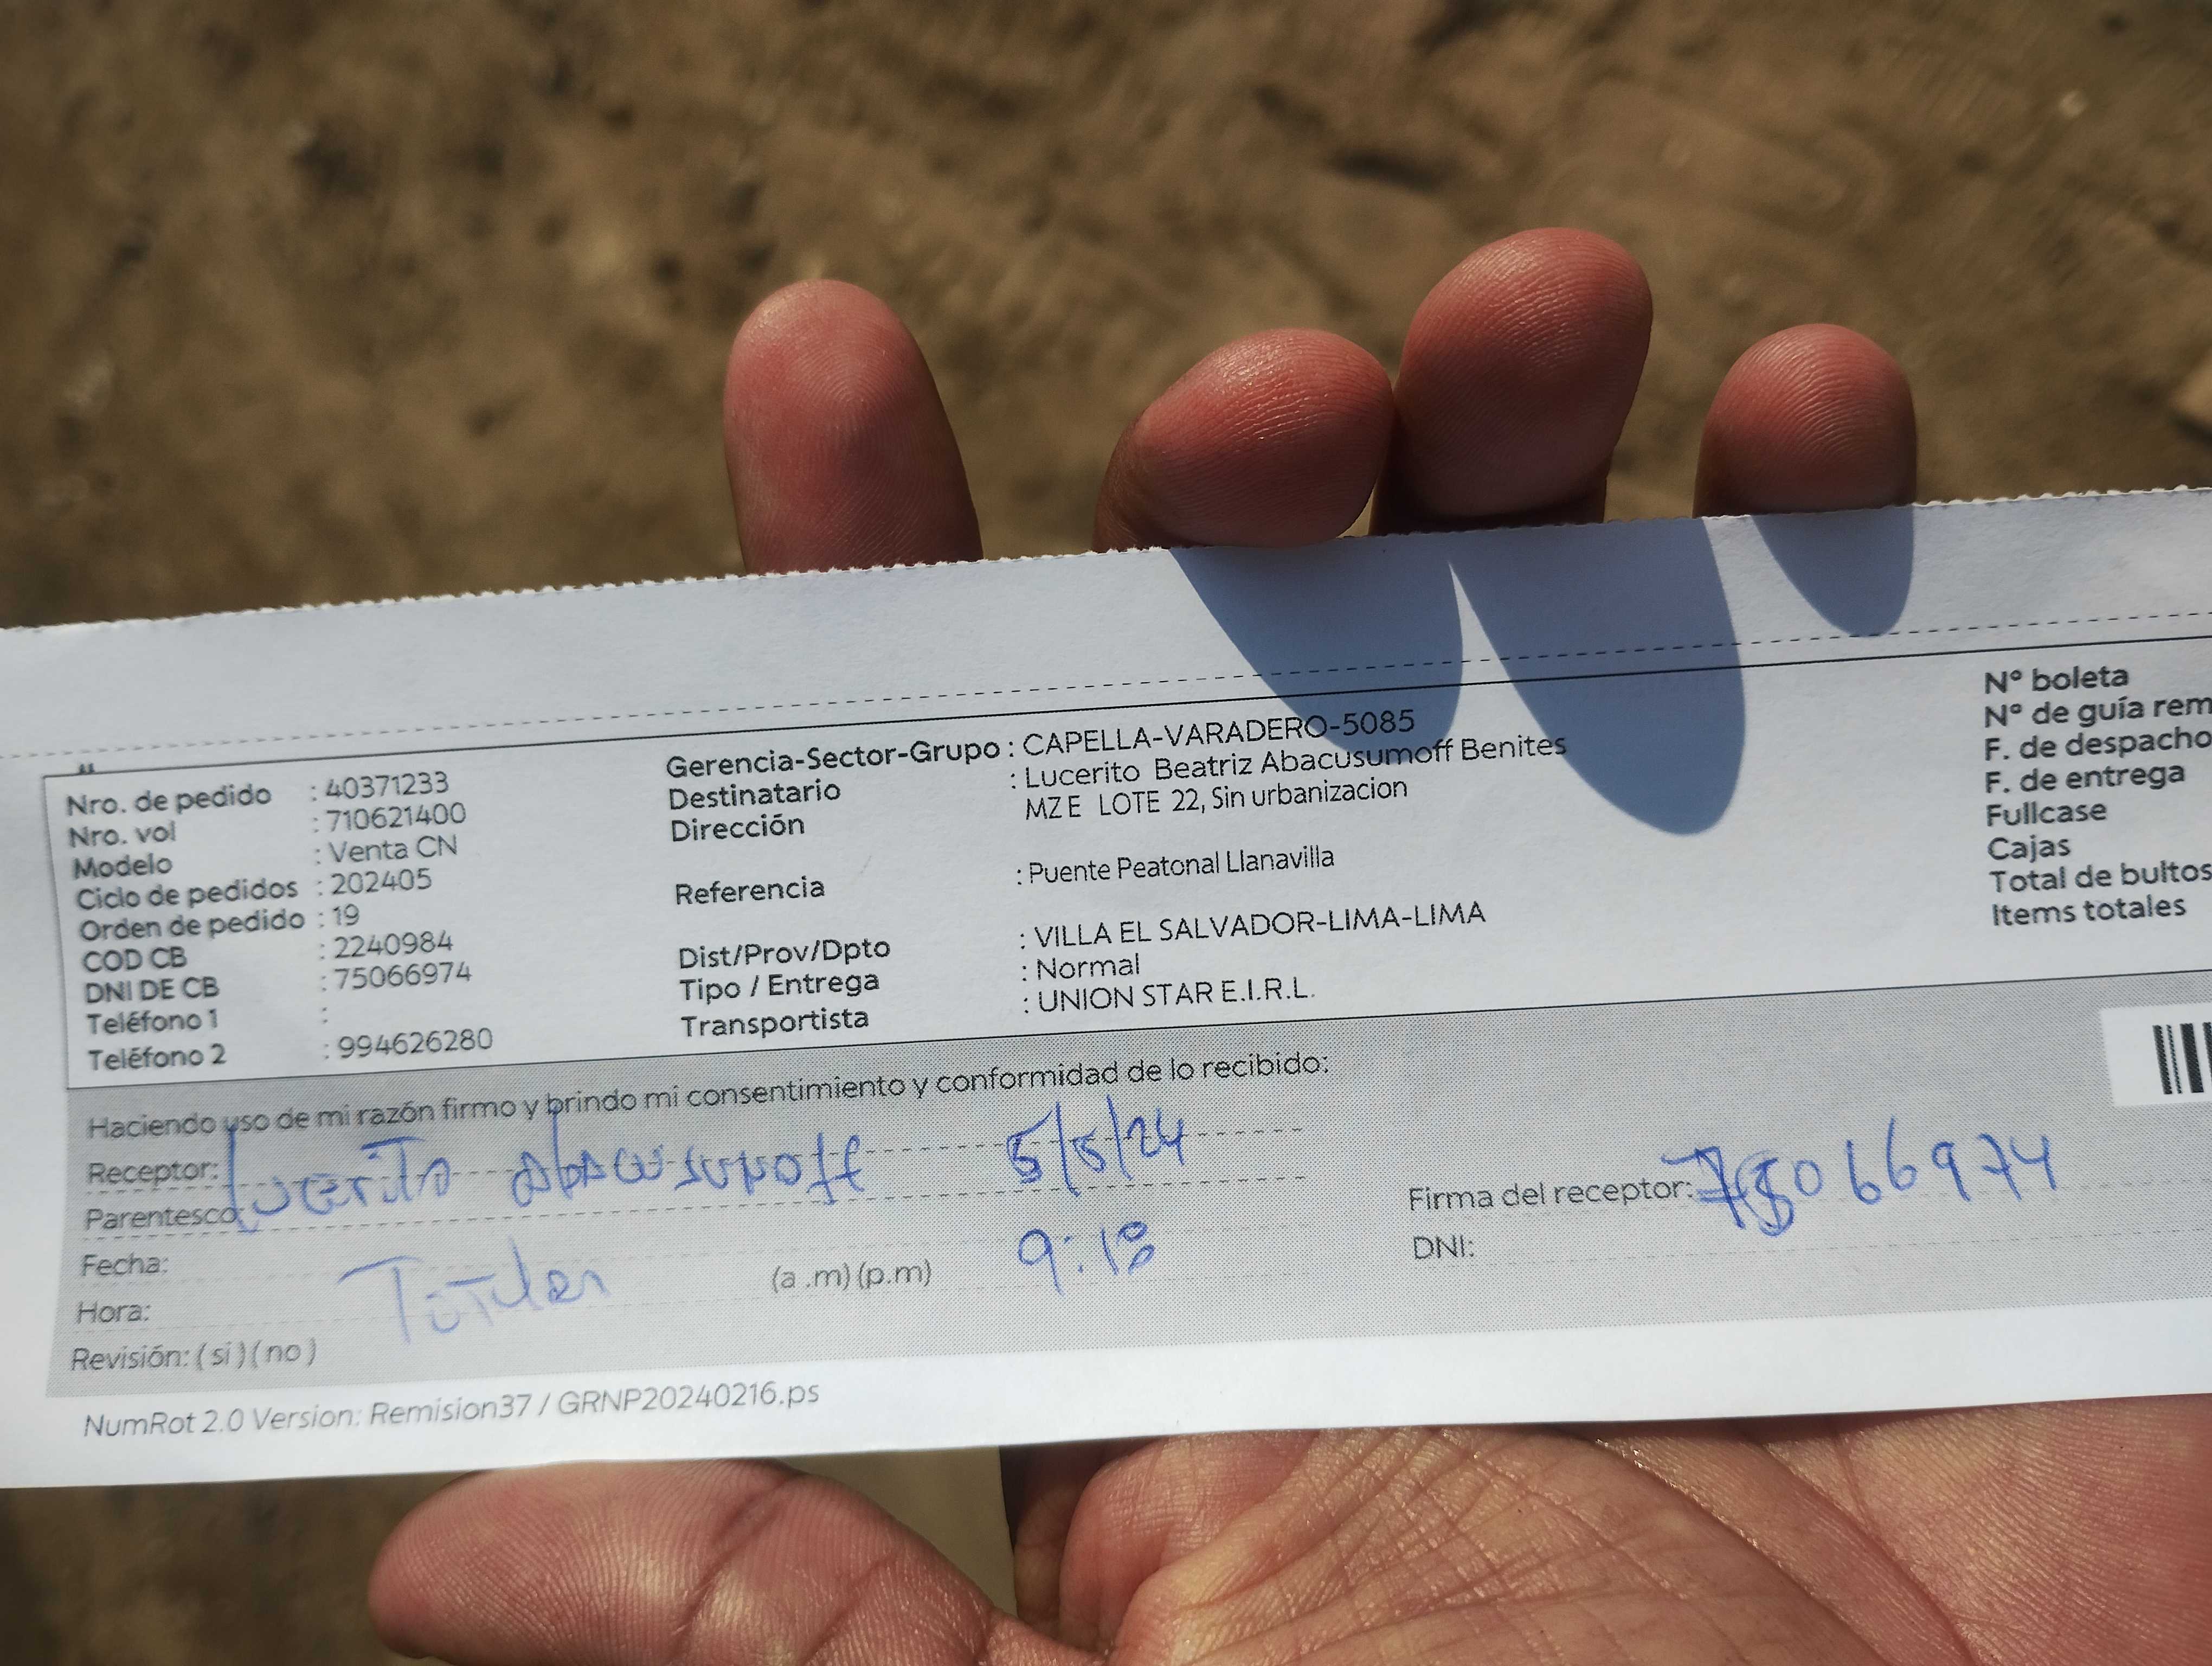 Nro. de pedido : 40371233
Nro. vol : 710621400
Modelo : Venta CN
Ciclo de pedidos : 202405
Orden de pedido : 19
COD CB : 2240984
DNI DE CB : 75066974
Teléfono 1 :
Teléfono 2 : 994626280
Gerencia-Sector-Grupo : CAPELLA-VARADERO-5085
Destinatario : Lucerito Beatriz Abacusumoff Benites
Dirección MZ E LOTE 22, Sin urbanizacion
Referencia : Puente Peatonal Llanavilla
Dist/Prov/Dpto : VILLA EL SALVADOR-LIMA-LIMA
Tipo / Entrega : Normal
Transportista : UNION STAR E.I.R.L.
Nº boleta
Nº de guía rem
F. de despacho
F. de entrega
Fullcase
Cajas
Total de bultos
Items totales
Haciendo uso de mi razón firmo y brindo mi consentimiento y conformidad de lo recibido:
Receptor: Lucerito Abacusumoff 5/5/24
Parentesco:
Fecha:
Hora: Titular (a .m) (p.m) 9:18
Revisión: ( si ) ( no )
Firma del receptor: 75066974
DNI:
NumRot 2.0 Version: Remision37 / GRNP20240216.ps